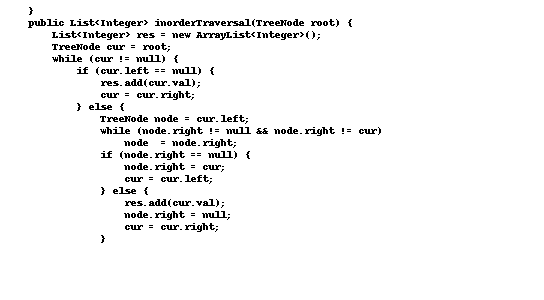 }
public List<Integer> inorderTraversal(TreeNode root) {
List<Integer> res = new ArrayList<Integer>();
TreeNode cur = root;
while (cur != null) {
if (cur.left == null) {
res.add(cur.val);
cur = cur.right;
} else {
TreeNode node = cur.left;
while (node.right != null && node.right != cur)
node  = node.right;
if (node.right == null) {
node.right = cur;
cur = cur.left;
} else {
res.add(cur.val);
node.right = null;
cur = cur.right;
}